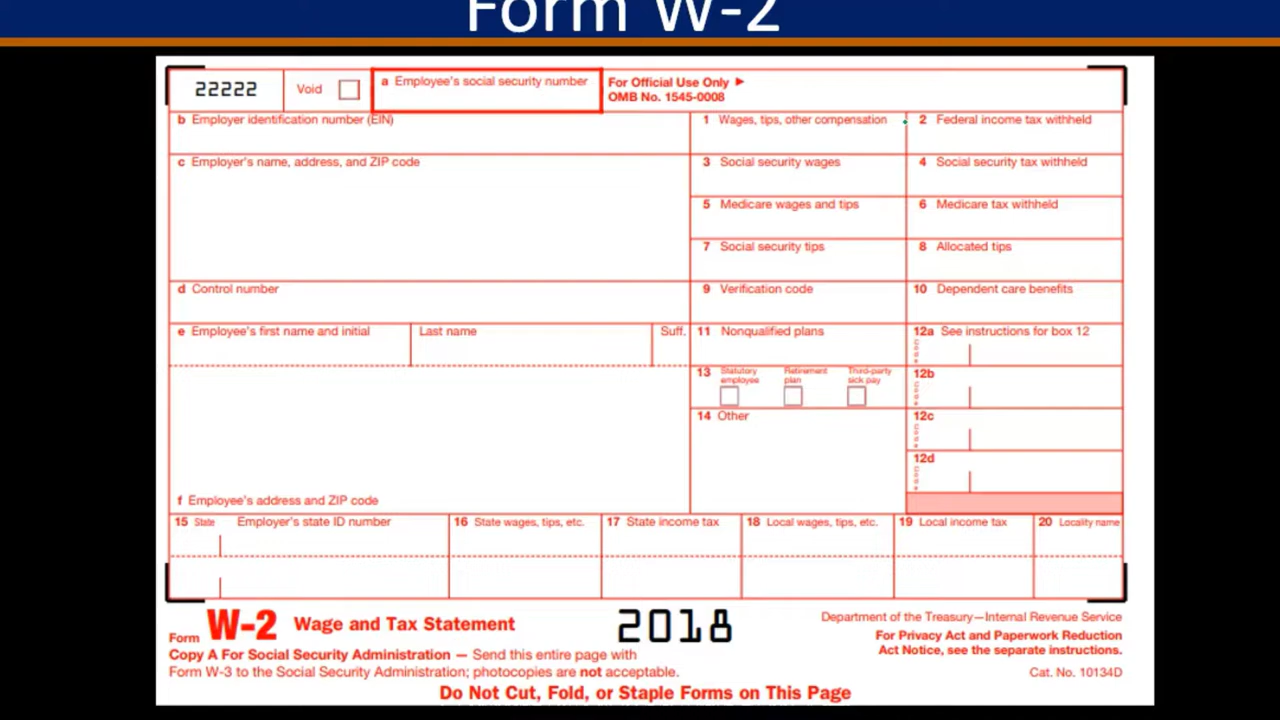 Form W-2
22222 Void a Employee's social security number For Official Use Only ►
OMB No. 1545-0008
b Employer identification number (EIN) 1 Wages, tips, other compensation 2 Federal income tax withheld
c Employer's name, address, and ZIP code 3 Social security wages 4 Social security tax withheld
5 Medicare wages and tips 6 Medicare tax withheld
7 Social security tips 8 Allocated tips
d Control number 9 Verification code 10 Dependent care benefits
e Employee's first name and initial Last name Suff. 11 Nonqualified plans 12a See instructions for box 12
Code
13 Statutory employee Retirement plan Third-party sick pay 12b
Code
14 Other 12c
Code
12d
Code
f Employee's address and ZIP code
15 State Employer's state ID number 16 State wages, tips, etc. 17 State income tax 18 Local wages, tips, etc. 19 Local income tax 20 Locality name
Form W-2 Wage and Tax Statement 2018 Department of the Treasury—Internal Revenue Service
For Privacy Act and Paperwork Reduction
Act Notice, see the separate instructions.
Copy A For Social Security Administration — Send this entire page with
Form W-3 to the Social Security Administration; photocopies are not acceptable. Cat. No. 10134D
Do Not Cut, Fold, or Staple Forms on This Page